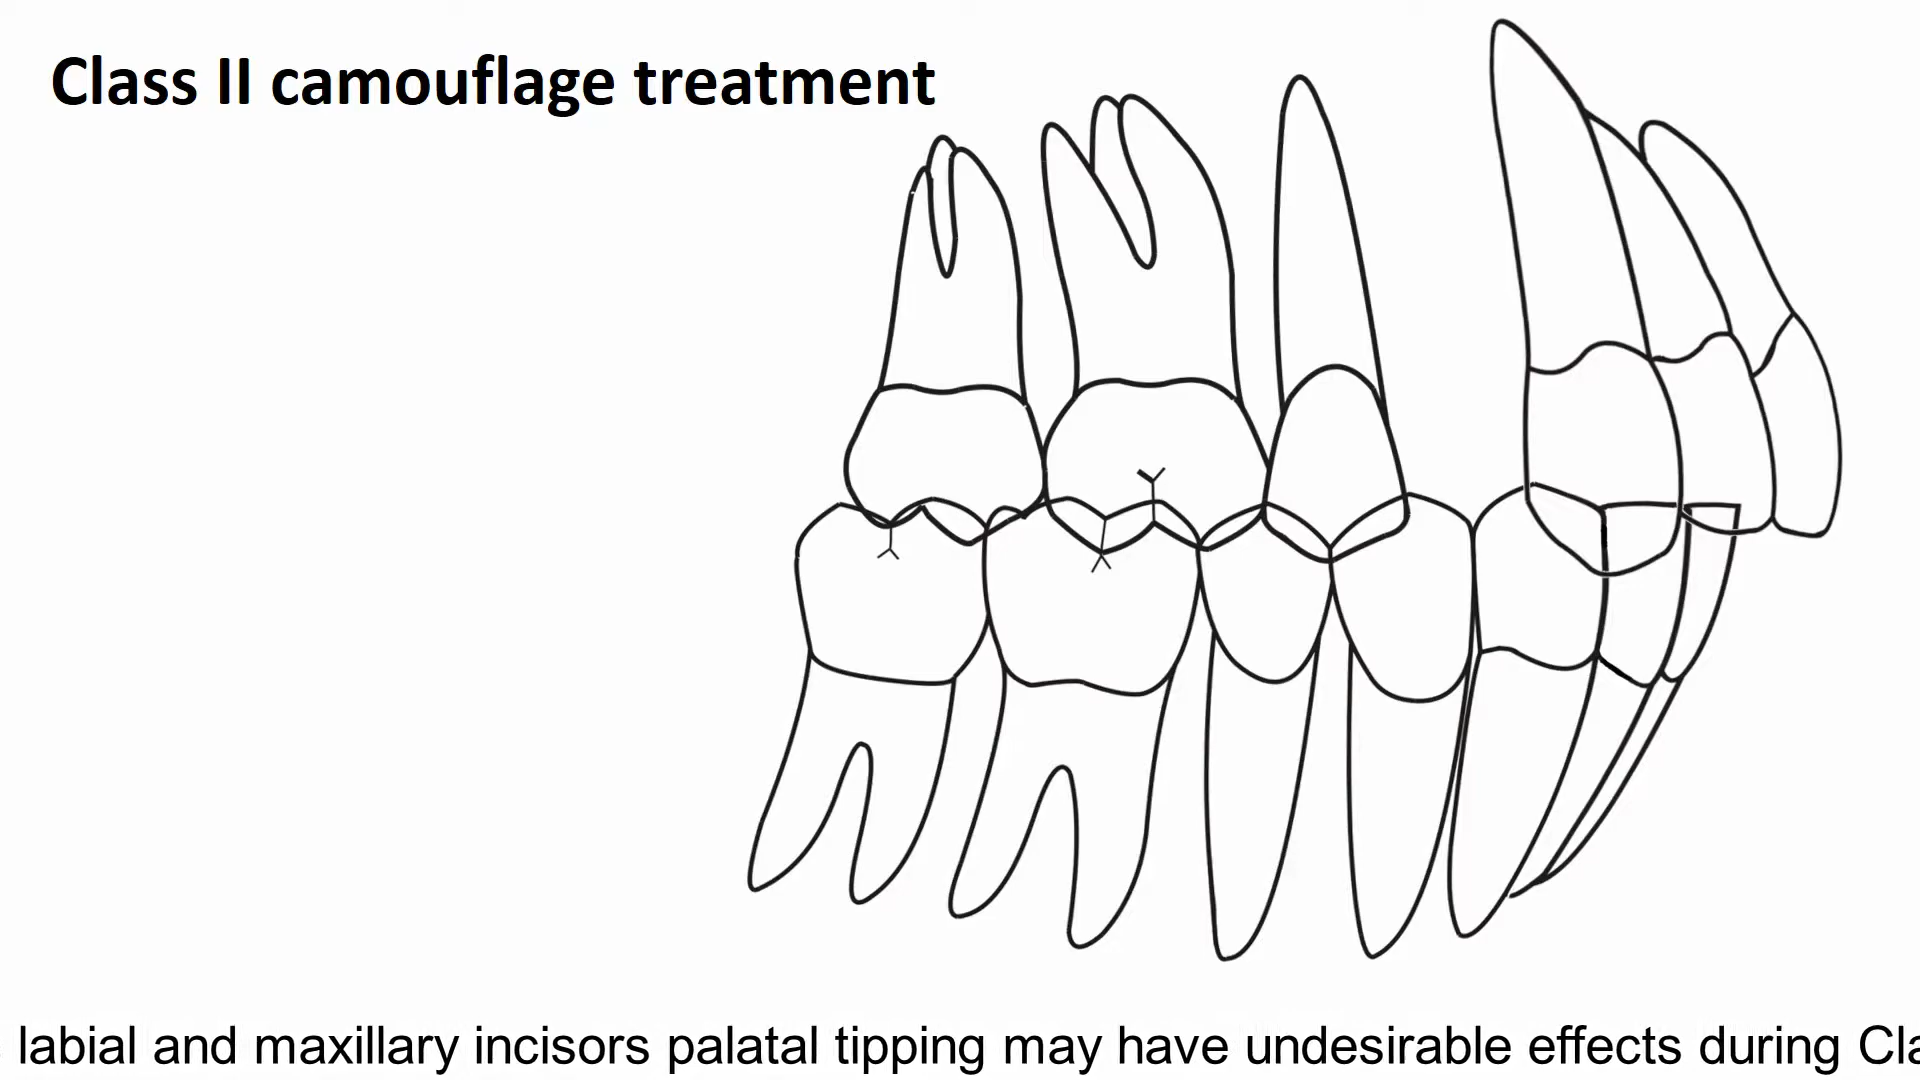 Class II camouflage treatment
labial and maxillary incisors palatal tipping may have undesirable effects during